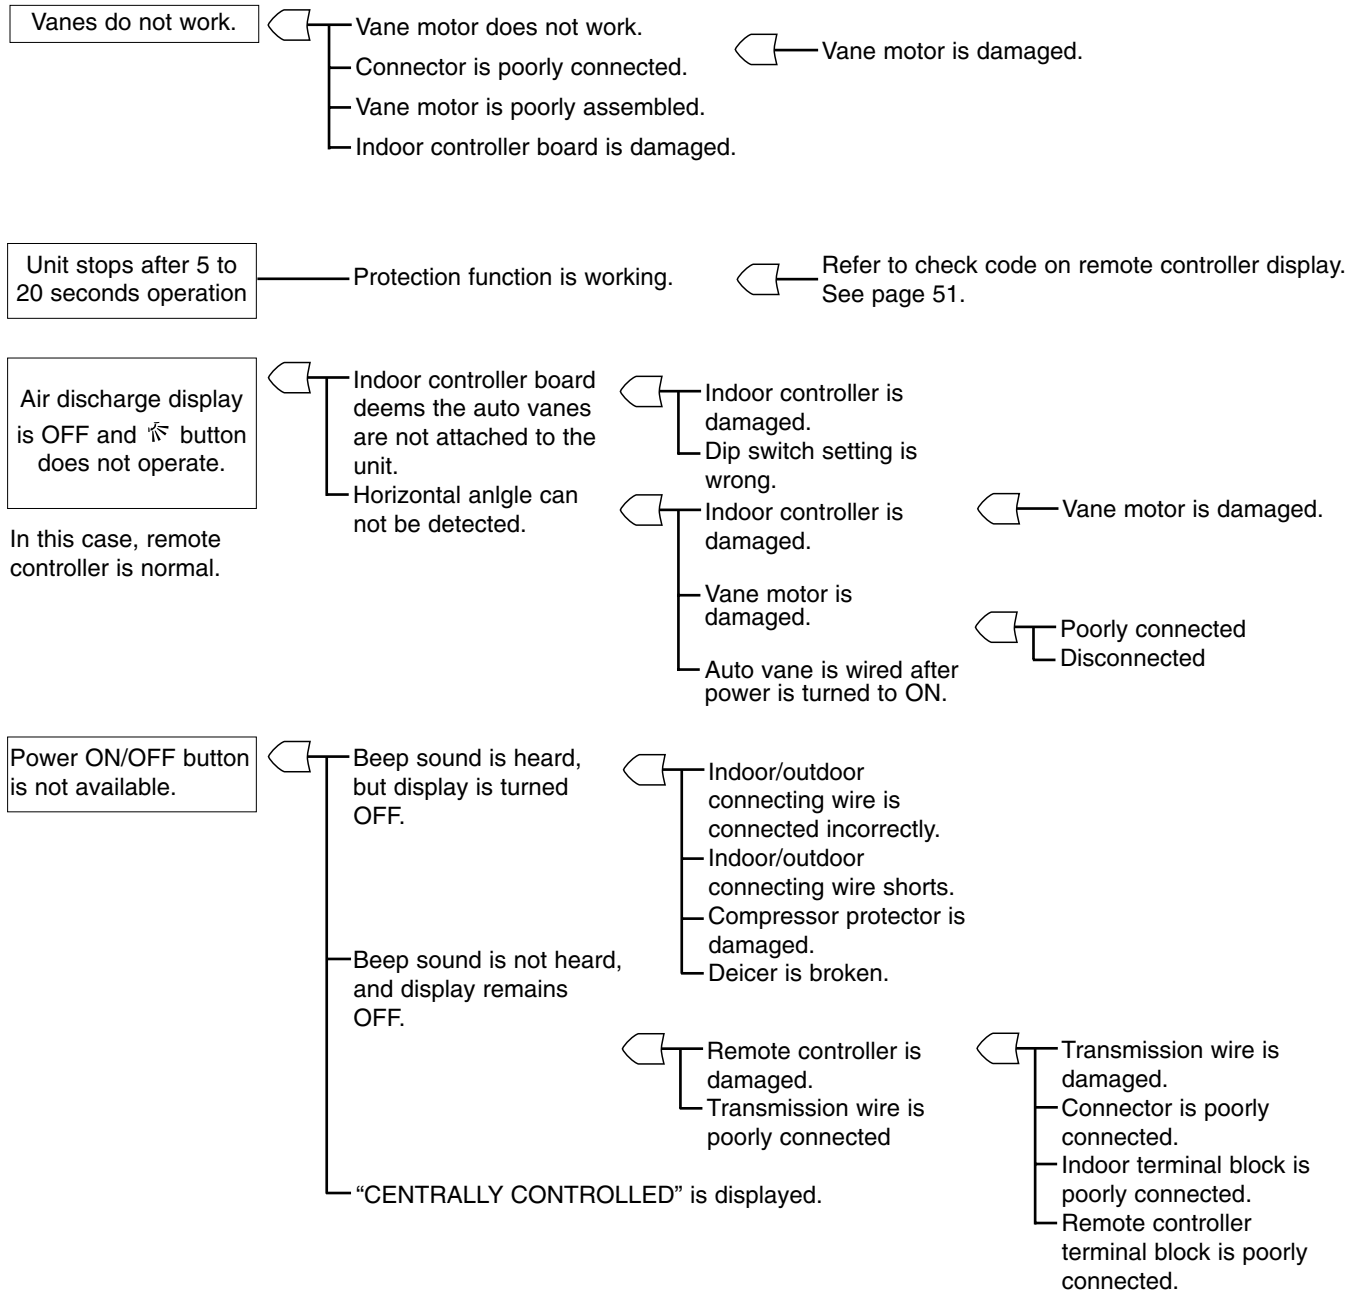 Vanes do not work.
Vane motor does not work.
Connector is poorly connected.
Vane motor is poorly assembled.
Indoor controller board is damaged.
Vane motor is damaged.
Unit stops after 5 to
20 seconds operation
Protection function is working.
Refer to check code on remote controller display.
See page 51.
Air discharge display
is OFF and button
does not operate.
In this case, remote
controller is normal.
Indoor controller board
deems the auto vanes
are not attached to the
unit.
Horizontal anlgle can
not be detected.
Indoor controller is
damaged.
Dip switch setting is
wrong.
Indoor controller is
damaged.
Vane motor is
damaged.
Auto vane is wired after
power is turned to ON.
Vane motor is damaged.
Poorly connected
Disconnected
Power ON/OFF button
is not available.
Beep sound is heard,
but display is turned
OFF.
Beep sound is not heard,
and display remains
OFF.
“CENTRALLY CONTROLLED” is displayed.
Indoor/outdoor
connecting wire is
connected incorrectly.
Indoor/outdoor
connecting wire shorts.
Compressor protector is
damaged.
Deicer is broken.
Remote controller is
damaged.
Transmission wire is
poorly connected
Transmission wire is
damaged.
Connector is poorly
connected.
Indoor terminal block is
poorly connected.
Remote controller
terminal block is poorly
connected.